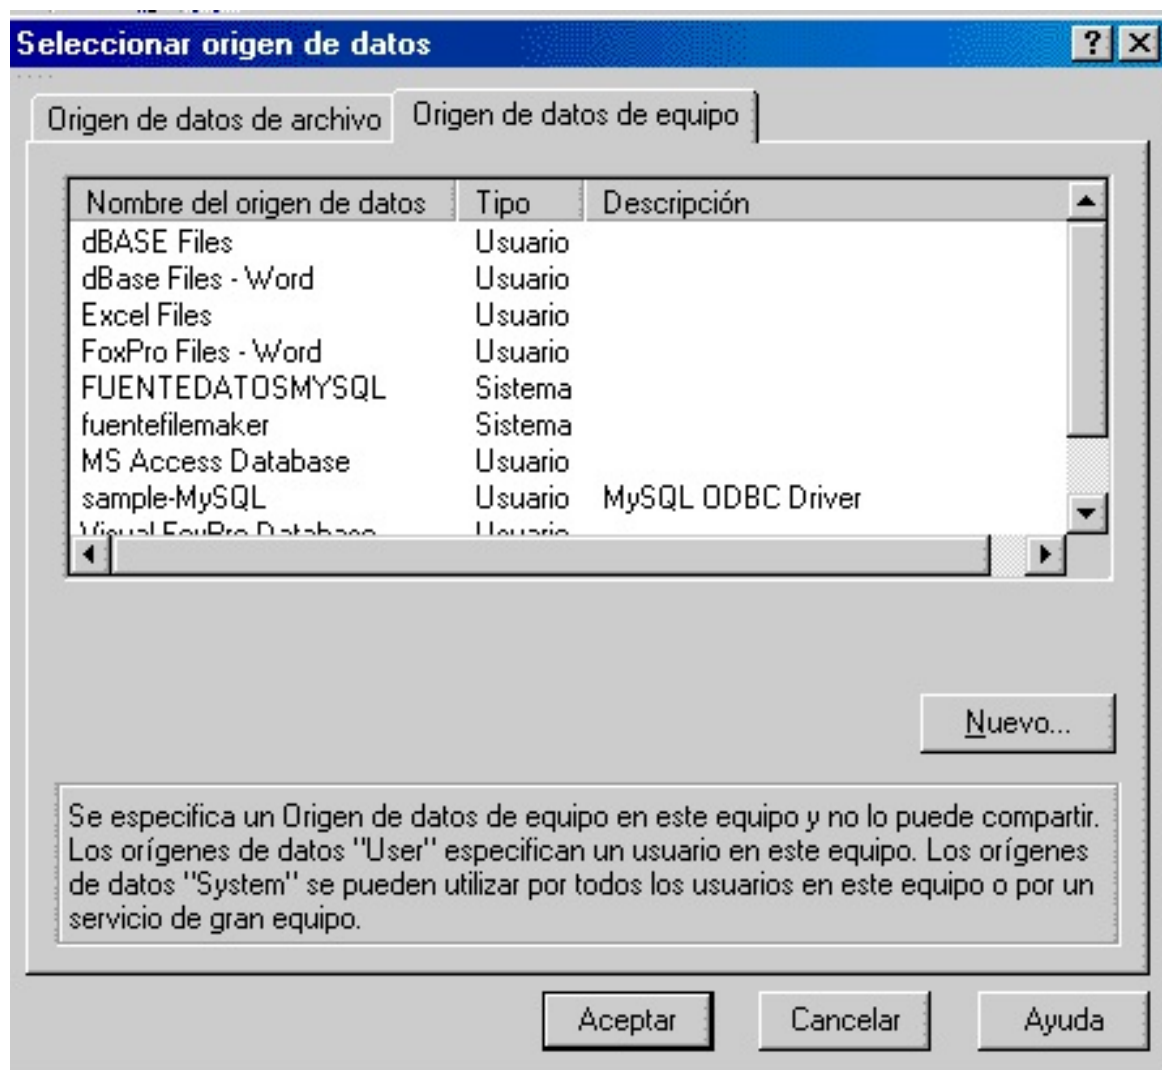 Seleccionar origen de datos
Origen de datos de archivo Origen de datos de equipo
Nombre del origen de datos Tipo Descripción
dBASE Files Usuario
dBase Files - Word Usuario
Excel Files Usuario
FoxPro Files - Word Usuario
FUENTEDATOSMYSQL Sistema
fuentefilemaker Sistema
MS Access Database Usuario
sample-MySQL Usuario MySQL ODBC Driver
Visual FoxPro Database Usuario
Nuevo...
Se especifica un Origen de datos de equipo en este equipo y no lo puede compartir.
Los orígenes de datos "User" especifican un usuario en este equipo. Los orígenes
de datos "System" se pueden utilizar por todos los usuarios en este equipo o por un
servicio de gran equipo.
Aceptar Cancelar Ayuda